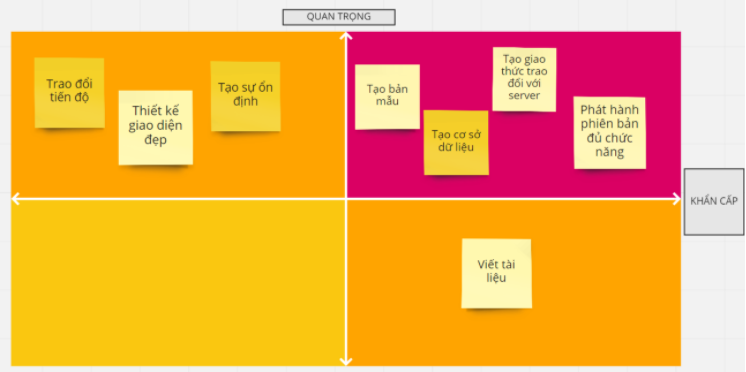 QUAN TRỌNG
Trao đổi
tiến độ
Thiết kế
giao diện
đẹp
Tạo sự ổn
định
Tạo bản
mẫu
Tạo cơ sở
dữ liệu
Tạo giao
thức trao
đổi với
server
Phát hành
phiên bản
đủ chức
năng
KHẨN CẤP
Viết tài
liệu